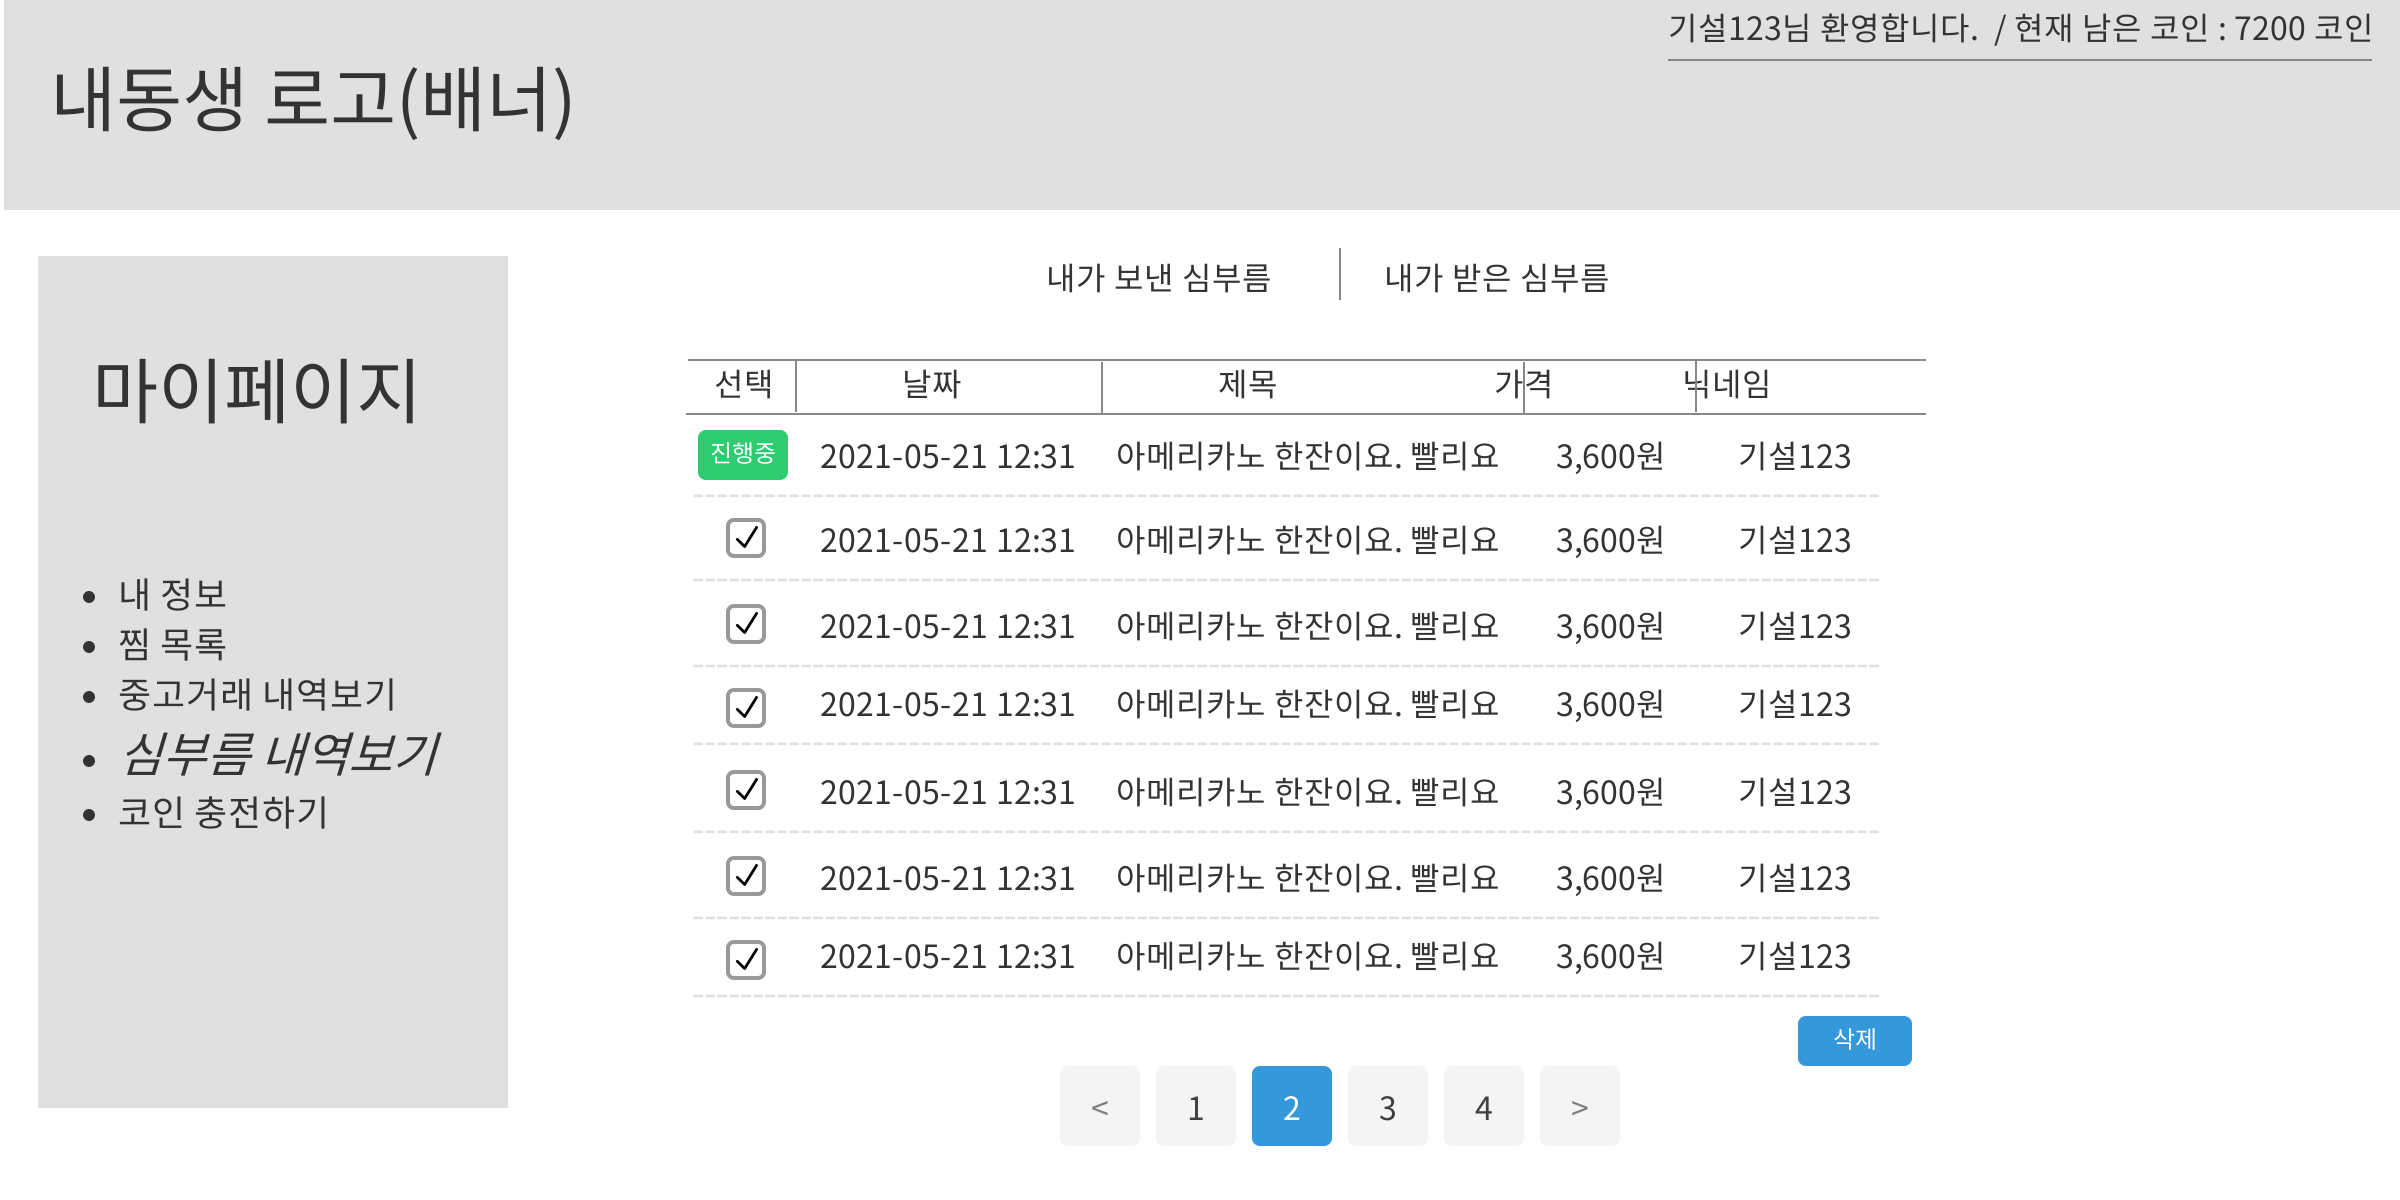 기설123님 환영합니다. / 현재 남은 코인 : 7200 코인
내동생 로고(배너)
마이페이지
• 내 정보
• 찜 목록
• 중고거래 내역보기
• 심부름 내역보기
• 코인 충전하기
내가 보낸 심부름 | 내가 받은 심부름
선택 날짜 제목 가격 닉네임
진행중 2021-05-21 12:31 아메리카노 한잔이요. 빨리요 3,600원 기설123
2021-05-21 12:31 아메리카노 한잔이요. 빨리요 3,600원 기설123
2021-05-21 12:31 아메리카노 한잔이요. 빨리요 3,600원 기설123
2021-05-21 12:31 아메리카노 한잔이요. 빨리요 3,600원 기설123
2021-05-21 12:31 아메리카노 한잔이요. 빨리요 3,600원 기설123
2021-05-21 12:31 아메리카노 한잔이요. 빨리요 3,600원 기설123
2021-05-21 12:31 아메리카노 한잔이요. 빨리요 3,600원 기설123
삭제
< 1 2 3 4 >